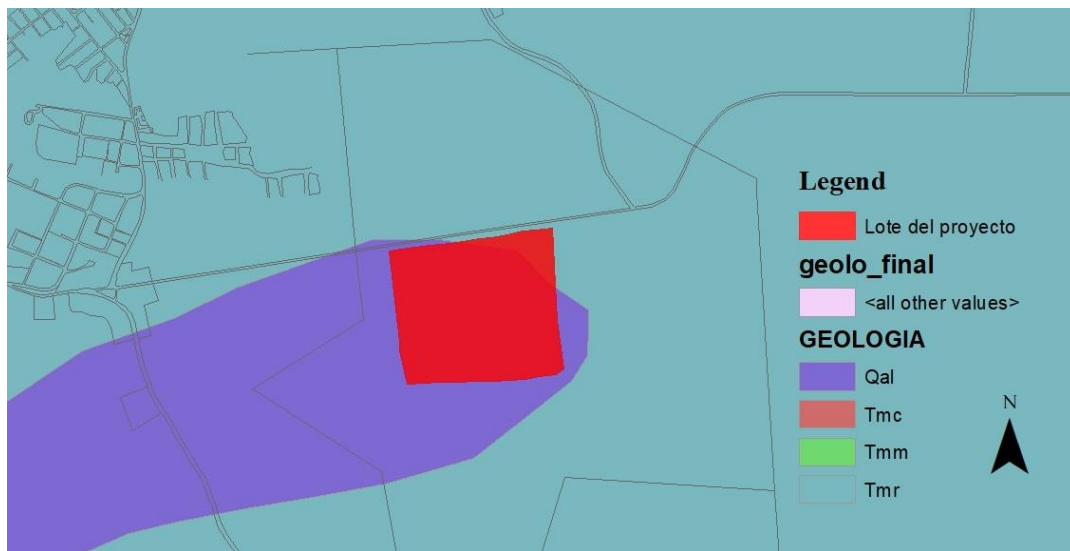 Legend
Lote del proyecto
geolo_final
<all other values>
GEOLOGIA
Qal
Tmc
Tmm
Tmr
N